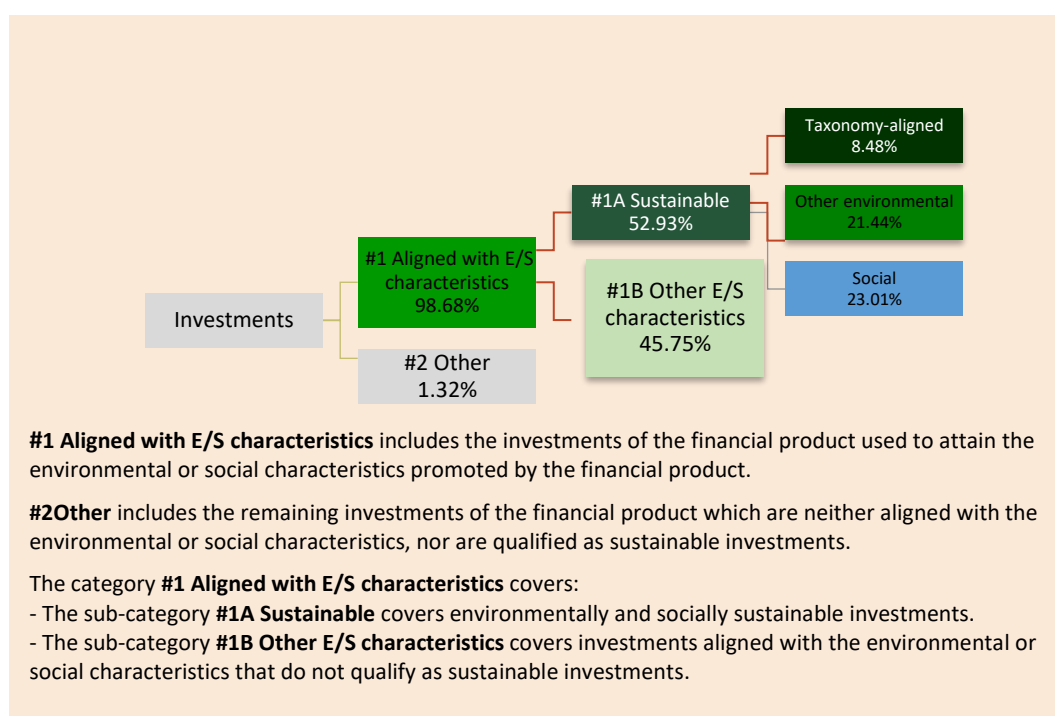 Taxonomy-aligned
8.48%
#1A Sustainable
52.93%
Other environmental
21.44%
#1 Aligned with E/S
characteristics
98.68%
#1B Other E/S
characteristics
45.75%
Social
23.01%
Investments
#2 Other
1.32%
#1 Aligned with E/S characteristics includes the investments of the financial product used to attain the
environmental or social characteristics promoted by the financial product.
#2Other includes the remaining investments of the financial product which are neither aligned with the
environmental or social characteristics, nor are qualified as sustainable investments.
The category #1 Aligned with E/S characteristics covers:
- The sub-category #1A Sustainable covers environmentally and socially sustainable investments.
- The sub-category #1B Other E/S characteristics covers investments aligned with the environmental or
social characteristics that do not qualify as sustainable investments.